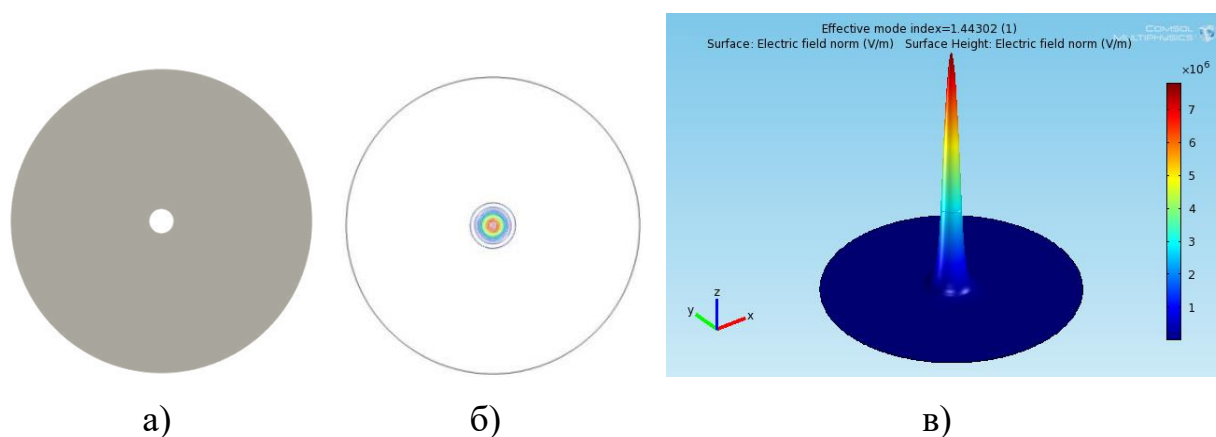 Effective mode index=1.44302 (1)
Surface: Electric field norm (V/m) Surface Height: Electric field norm (V/m)
COMSOL
MULTIPHYSICS
×10⁶
7
6
5
4
3
2
1
z
y
x
а)
б)
в)